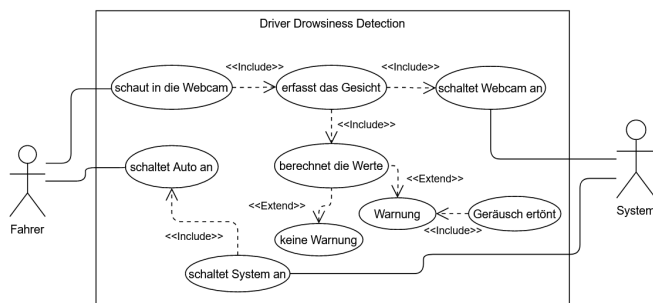 Driver Drowsiness Detection
<<Include>>
<<Include>>
schaut in die Webcam
erfasst das Gesicht
schaltet Webcam an
<<Include>>
schaltet Auto an
berechnet die Werte
<<Extend>>
<<Extend>>
Warnung
Geräusch ertönt
Fahrer
System
<<Include>>
<<Include>>
keine Warnung
schaltet System an